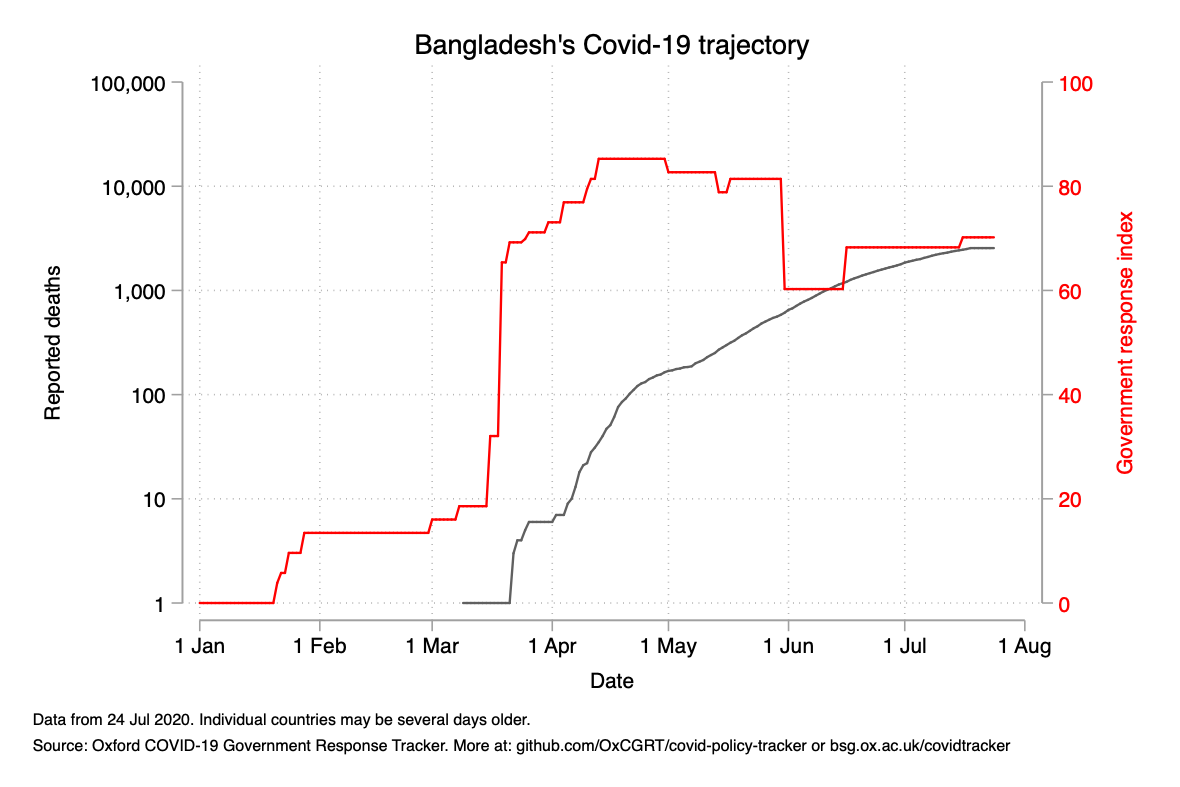 Bangladesh's Covid-19 trajectory
100,000
10,000
1,000
100
10
1
Reported deaths
100
80
60
40
20
0
Government response index
1 Jan 1 Feb 1 Mar 1 Apr 1 May 1 Jun 1 Jul 1 Aug
Date
Data from 24 Jul 2020. Individual countries may be several days older.
Source: Oxford COVID-19 Government Response Tracker. More at: github.com/OxCGRT/covid-policy-tracker or bsg.ox.ac.uk/covidtracker